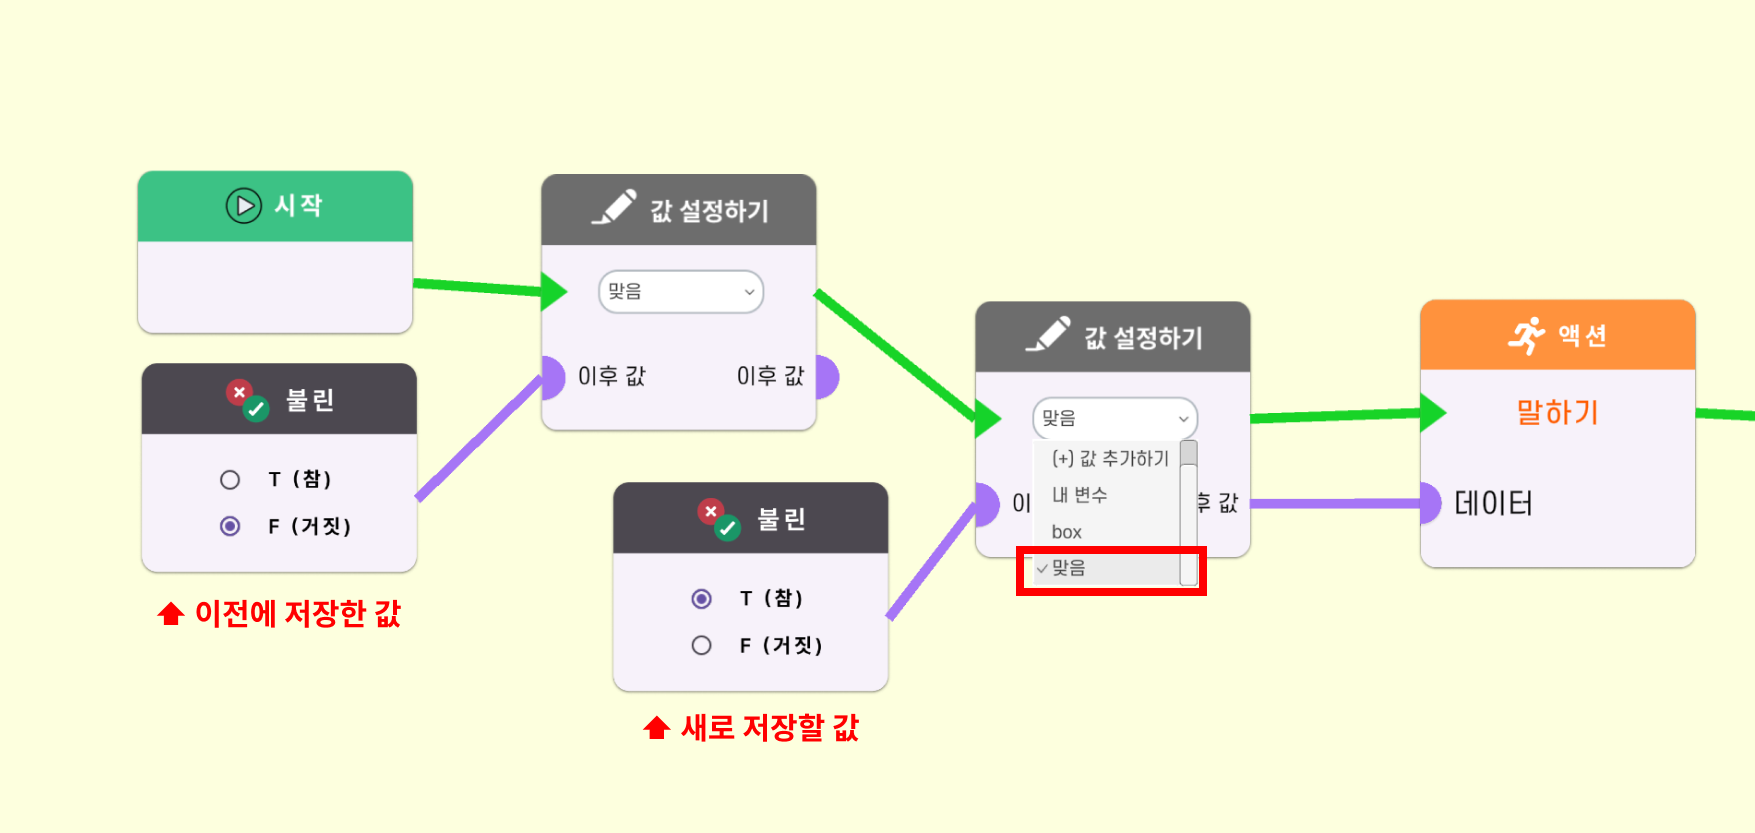 시작
값 설정하기
맞음
이후 값
이후 값
불린
T (참)
F (거짓)
이전에 저장한 값
불린
T (참)
F (거짓)
새로 저장할 값
값 설정하기
맞음
(+) 값 추가하기
내 변수
box
맞음
이
후 값
액션
말하기
데이터